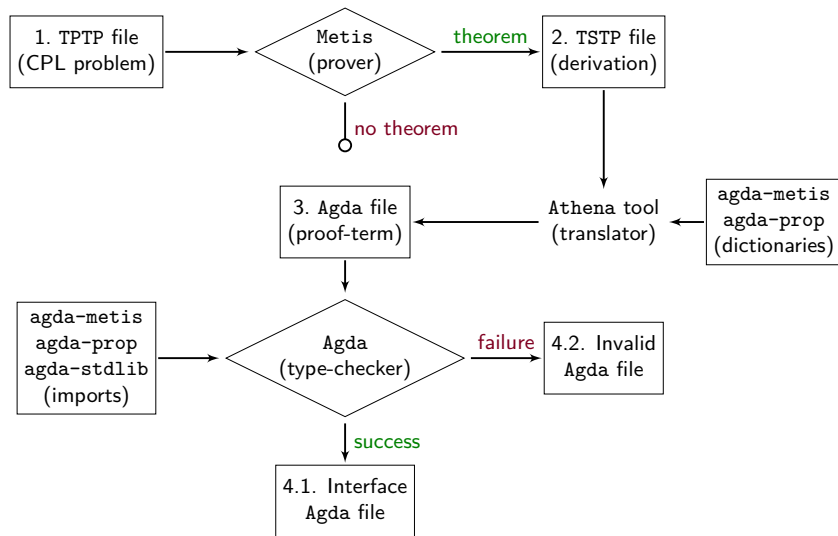 1. TPTP file
(CPL problem)
Metis
(prover)
theorem
2. TSTP file
(derivation)
no theorem
3. Agda file
(proof-term)
Athena tool
(translator)
agda-metis
agda-prop
(dictionaries)
agda-metis
agda-prop
agda-stdlib
(imports)
Agda
(type-checker)
failure
4.2. Invalid
Agda file
success
4.1. Interface
Agda file